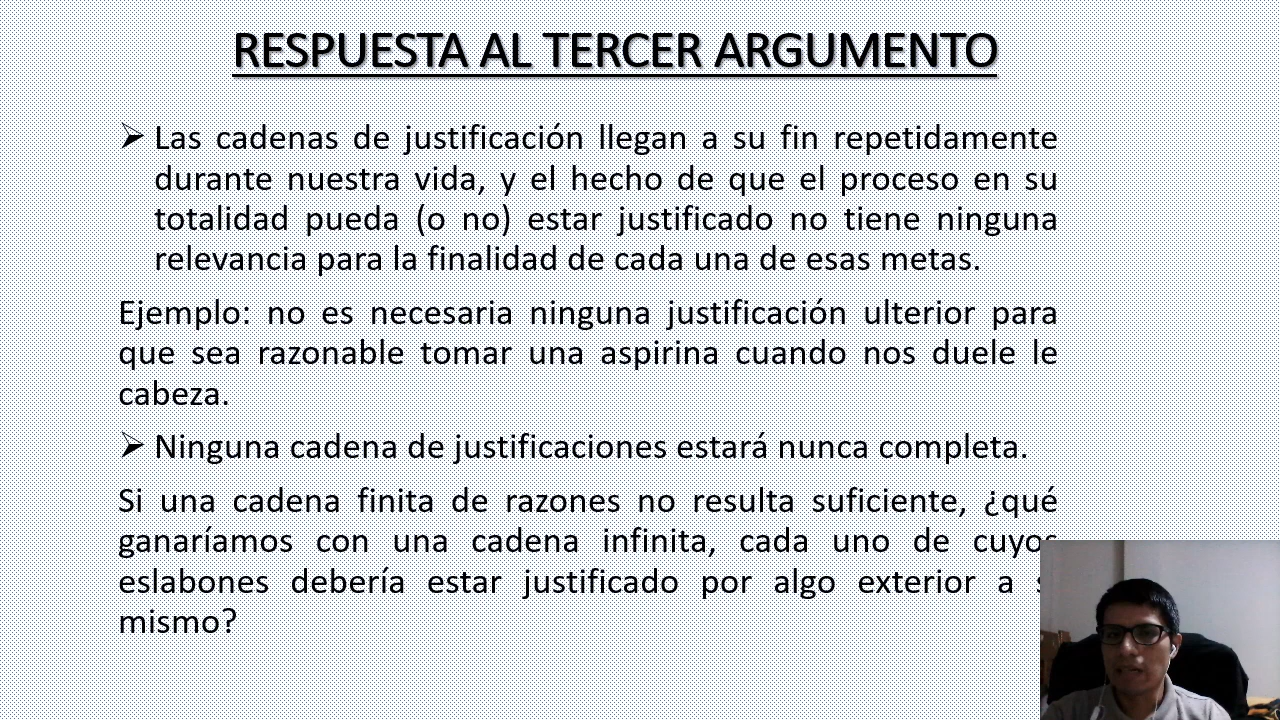 RESPUESTA AL TERCER ARGUMENTO
Las cadenas de justificación llegan a su fin repetidamente
durante nuestra vida, y el hecho de que el proceso en su
totalidad pueda (o no) estar justificado no tiene ninguna
relevancia para la finalidad de cada una de esas metas.
Ejemplo: no es necesaria ninguna justificación ulterior para
que sea razonable tomar una aspirina cuando nos duele le
cabeza.
Ninguna cadena de justificaciones estará nunca completa.
Si una cadena finita de razones no resulta suficiente, ¿qué
ganaríamos con una cadena infinita, cada uno de cuyos
eslabones debería estar justificado por algo exterior a
mismo?